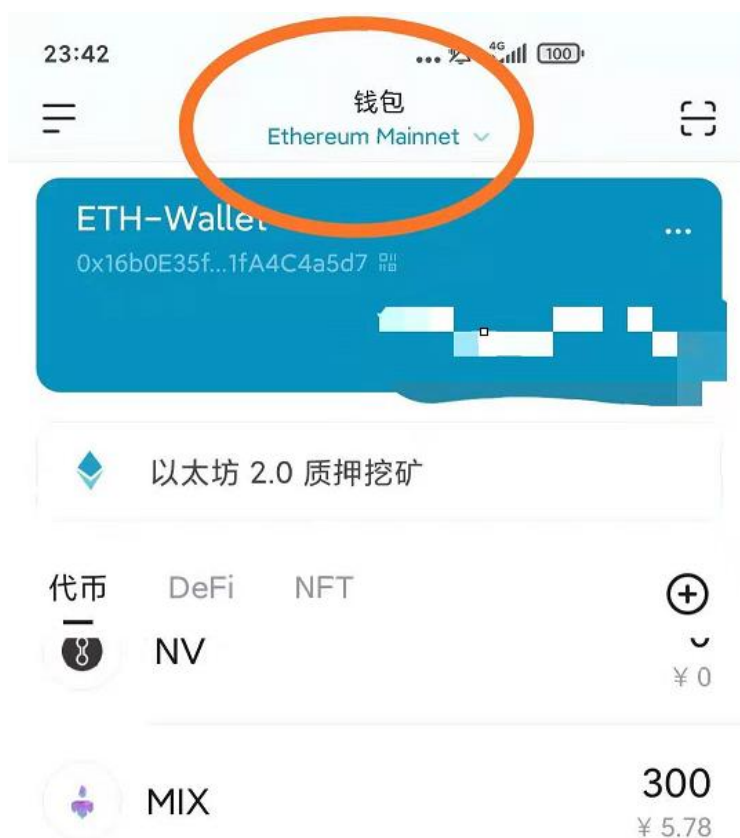 23:42
4G
100
钱包
Ethereum Mainnet
ETH-Wallet
0x16b0E35f...1fA4C4a5d7
以太坊 2.0 质押挖矿
代币 DeFi NFT
NV
¥ 0
MIX
300
¥ 5.78